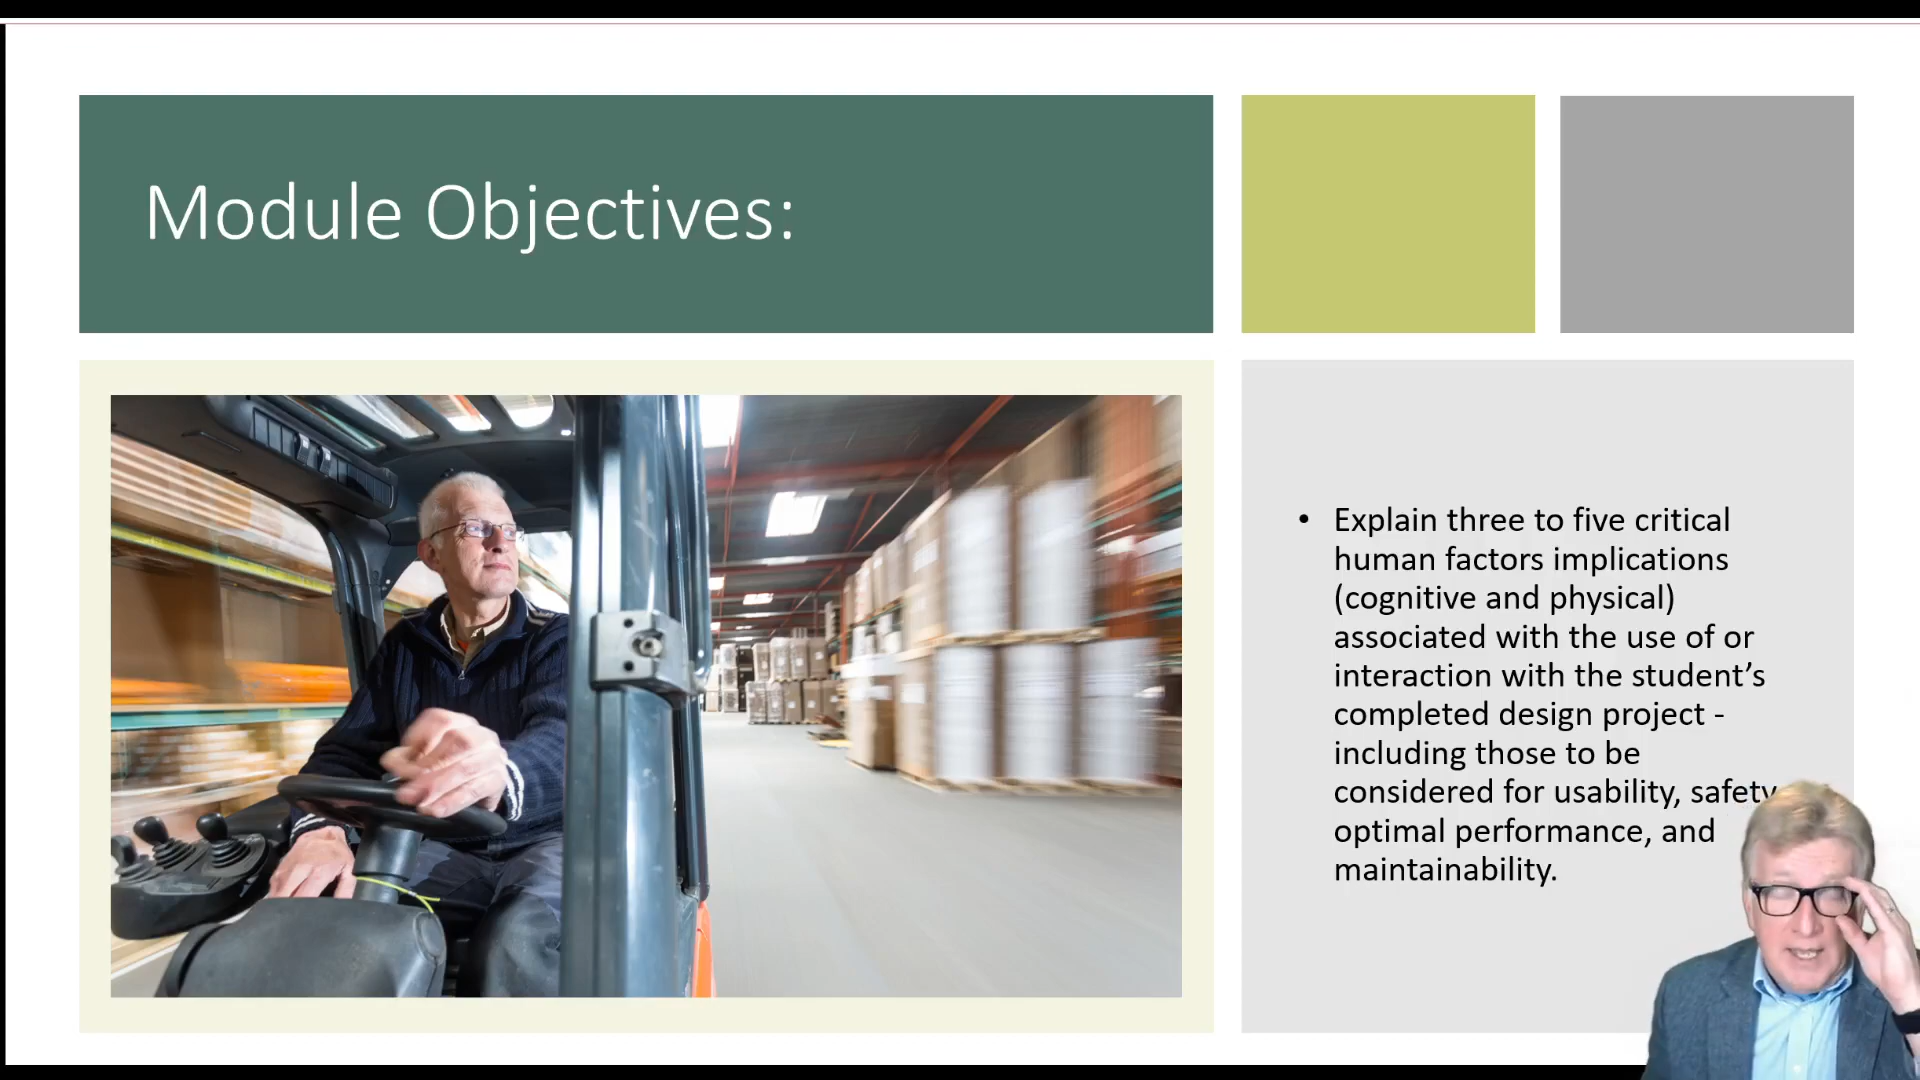 Module Objectives:
• Explain three to five critical
human factors implications
(cognitive and physical)
associated with the use of or
interaction with the student’s
completed design project -
including those to be
considered for usability, safety
optimal performance, and
maintainability.